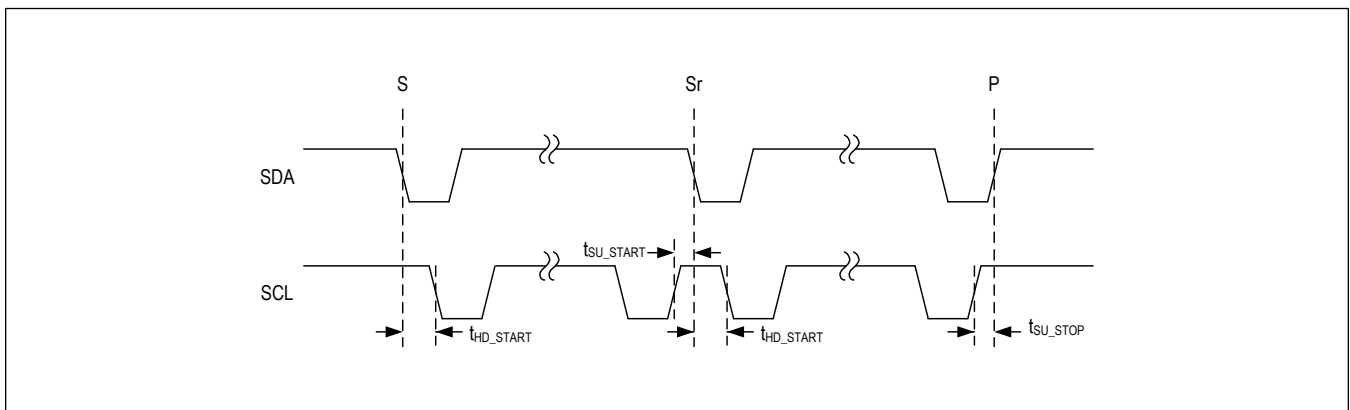 S Sr P
SDA
tSU_START
SCL
tHD_START tHD_START tSU_STOP